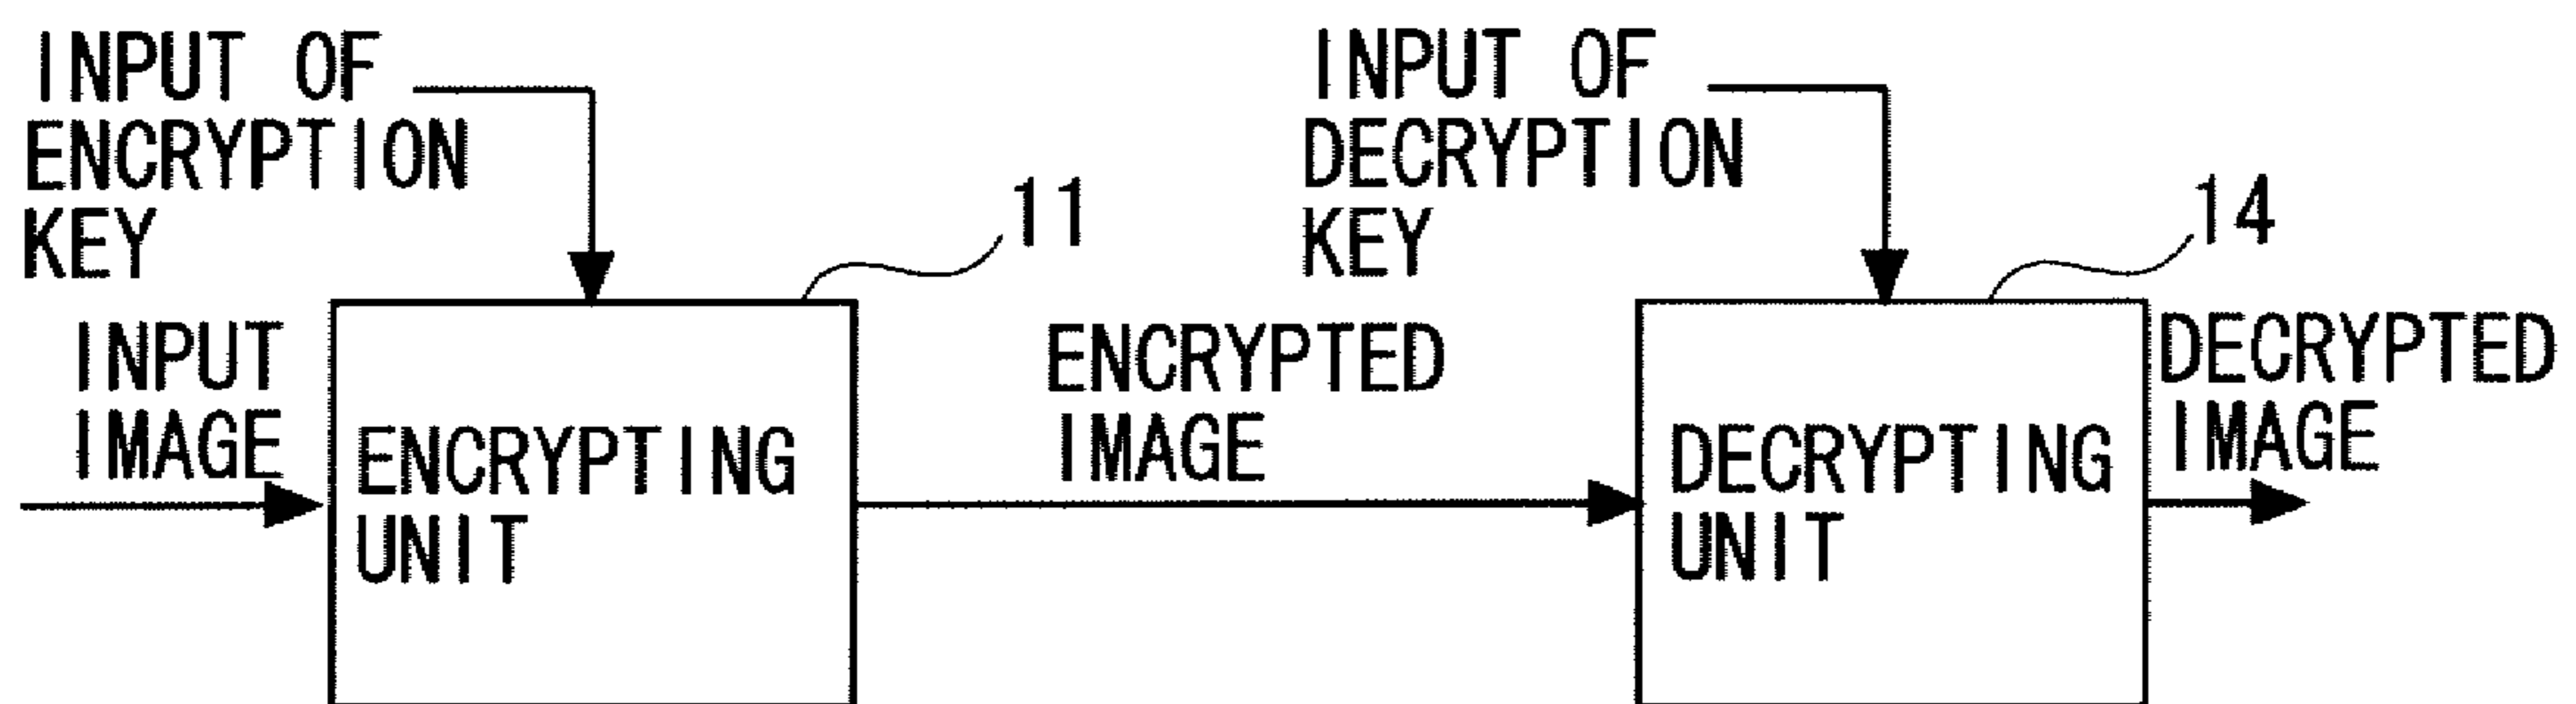 INPUT OF
ENCRYPTION
KEY
11
INPUT
IMAGE
ENCRYPTING
UNIT
ENCRYPTED
IMAGE
INPUT OF
DECRYPTION
KEY
14
DECRYPTING
UNIT
DECRYPTED
IMAGE